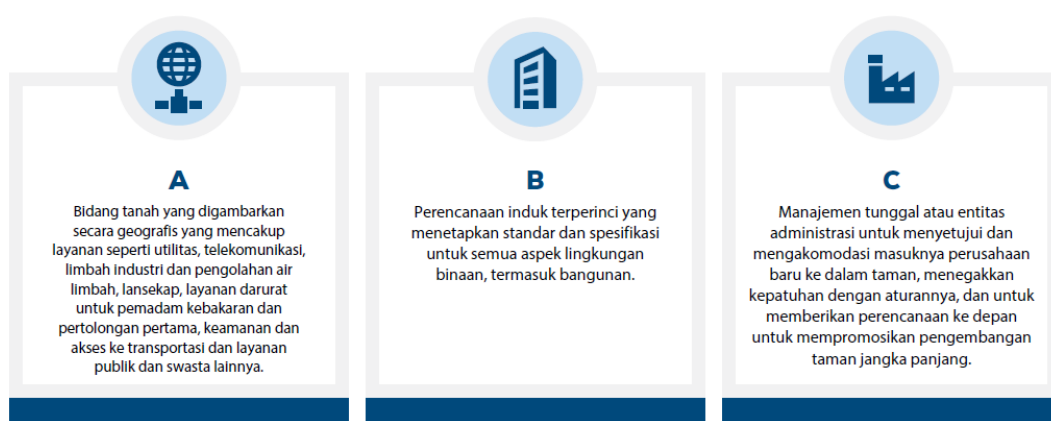 A
Bidang tanah yang digambarkan
secara geografis yang mencakup
layanan seperti utilitas, telekomunikasi,
limbah industri dan pengolahan air
limbah, lansekap, layanan darurat
untuk pemadam kebakaran dan
pertolongan pertama, keamanan dan
akses ke transportasi dan layanan
publik dan swasta lainnya.
B
Perencanaan induk terperinci yang
menetapkan standar dan spesifikasi
untuk semua aspek lingkungan
binaan, termasuk bangunan.
C
Manajemen tunggal atau entitas
administrasi untuk menyetujui dan
mengakomodasi masuknya perusahaan
baru ke dalam taman, menegakkan
kepatuhan dengan aturannya, dan untuk
memberikan perencanaan ke depan
untuk mempromosikan pengembangan
taman jangka panjang.